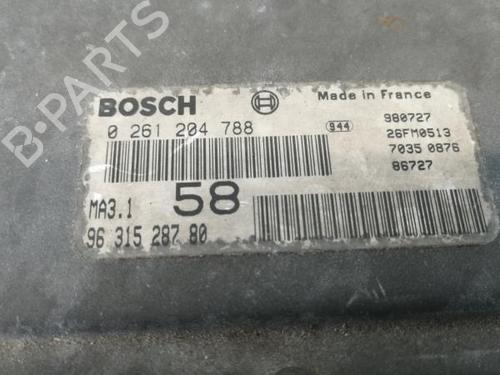 B-PARTS
BOSCH
Made in France
0 261 204 788
944
980727
26FM0513
7035 0876
86727
MA3.1
58
96 315 287 80